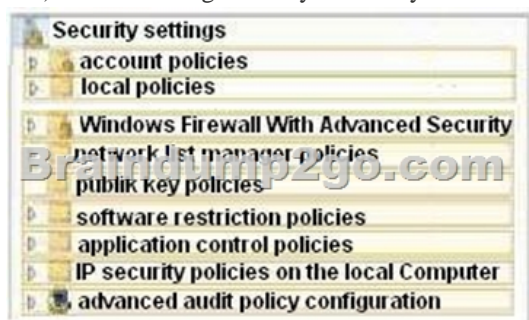 Security settings
account policies
local policies
Windows Firewall With Advanced Security
network list manager policies
Braindump2go.com
publik key policies
software restriction policies
application control policies
IP security policies on the local Computer
advanced audit policy configuration